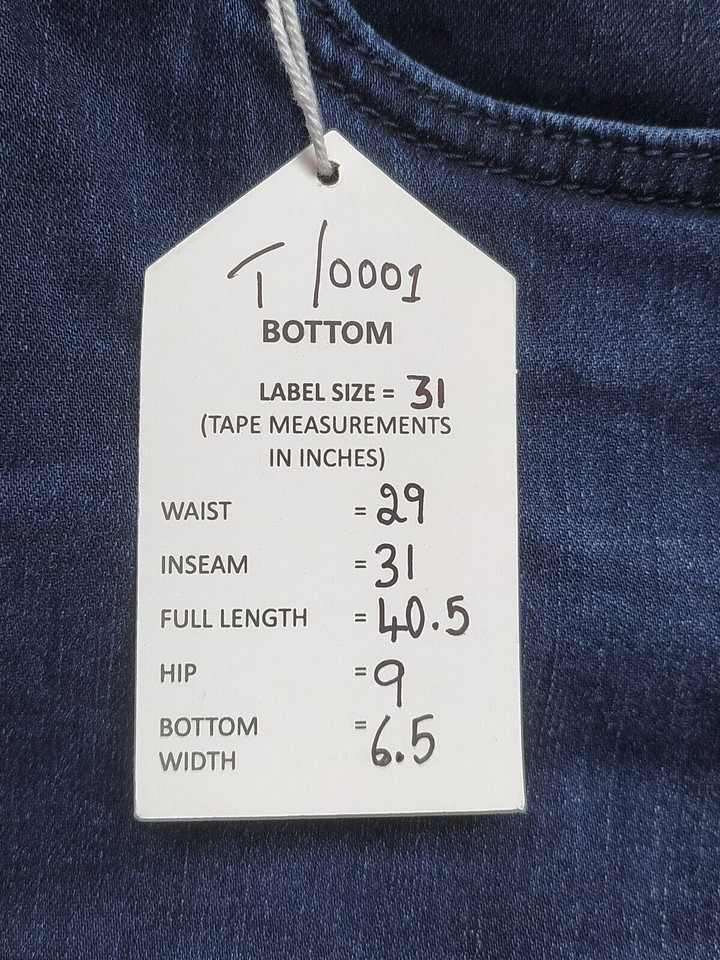 T/0001
BOTTOM
LABEL SIZE = 31
(TAPE MEASUREMENTS
IN INCHES)
WAIST = 29
INSEAM = 31
FULL LENGTH = 40.5
HIP = 9
BOTTOM = 6.5
WIDTH